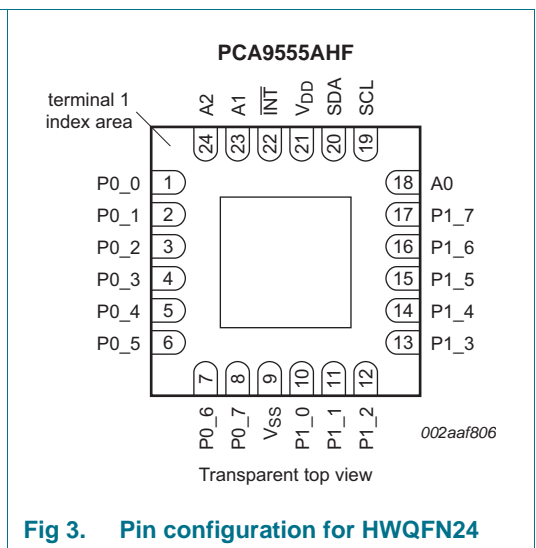 PCA9555AHF
terminal 1
index area
A2 A1 INT VDD SDA SCL
24 23 22 21 20 19
P0_0 1 18 A0
P0_1 2 17 P1_7
P0_2 3 16 P1_6
P0_3 4 15 P1_5
P0_4 5 14 P1_4
P0_5 6 13 P1_3
7 8 9 10 11 12
P0_6 P0_7 VSS P1_0 P1_1 P1_2
002aaf806
Transparent top view
Fig 3. Pin configuration for HWQFN24